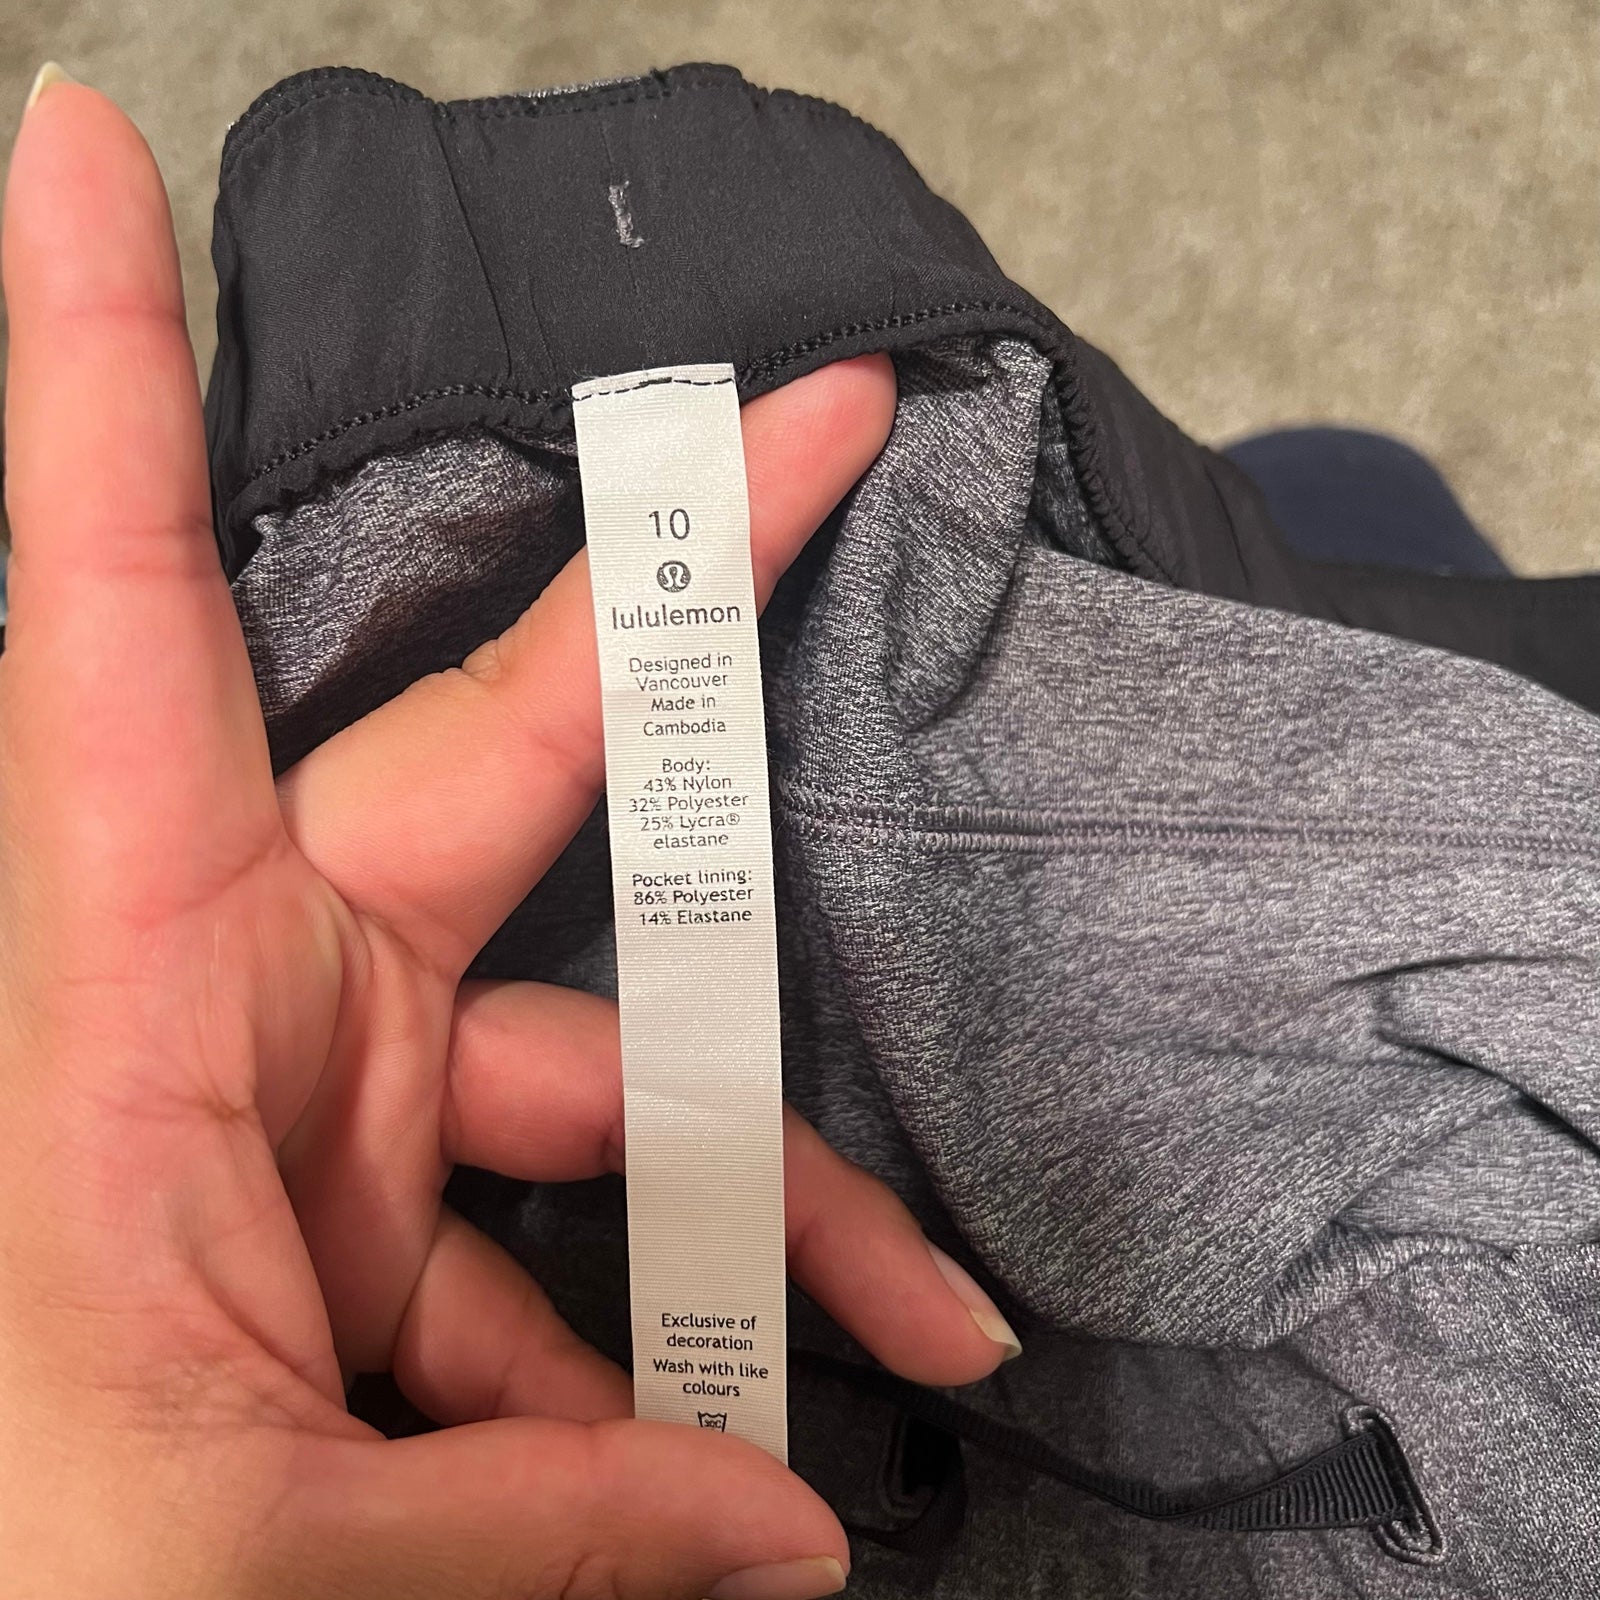 10
lululemon
Designed in
Vancouver
Made in
Cambodia
Body:
43% Nylon
32% Polyester
25% Lycra®
elastane
Pocket lining:
86% Polyester
14% Elastane
Exclusive of
decoration
Wash with like
colours
30C